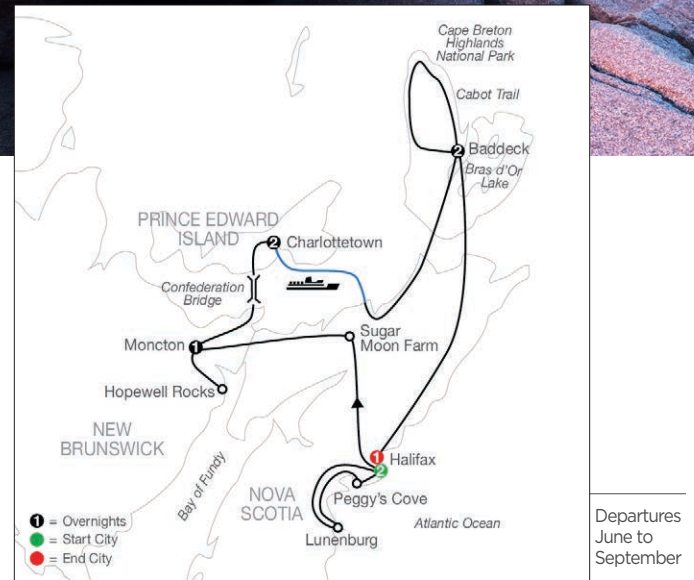 Cape Breton
Highlands
National Park
Cabot Trail
2 Baddeck
Bras d'Or
Lake
PRINCE EDWARD
ISLAND
2 Charlottetown
Confederation
Bridge
Sugar
Moon Farm
Moncton 1
Hopewell Rocks
NEW
BRUNSWICK
Bay of Fundy
1 Halifax
2
Peggy's Cove
NOVA
SCOTIA
Atlantic Ocean
Lunenburg
1 = Overnights
= Start City
= End City
Departures
June to
September